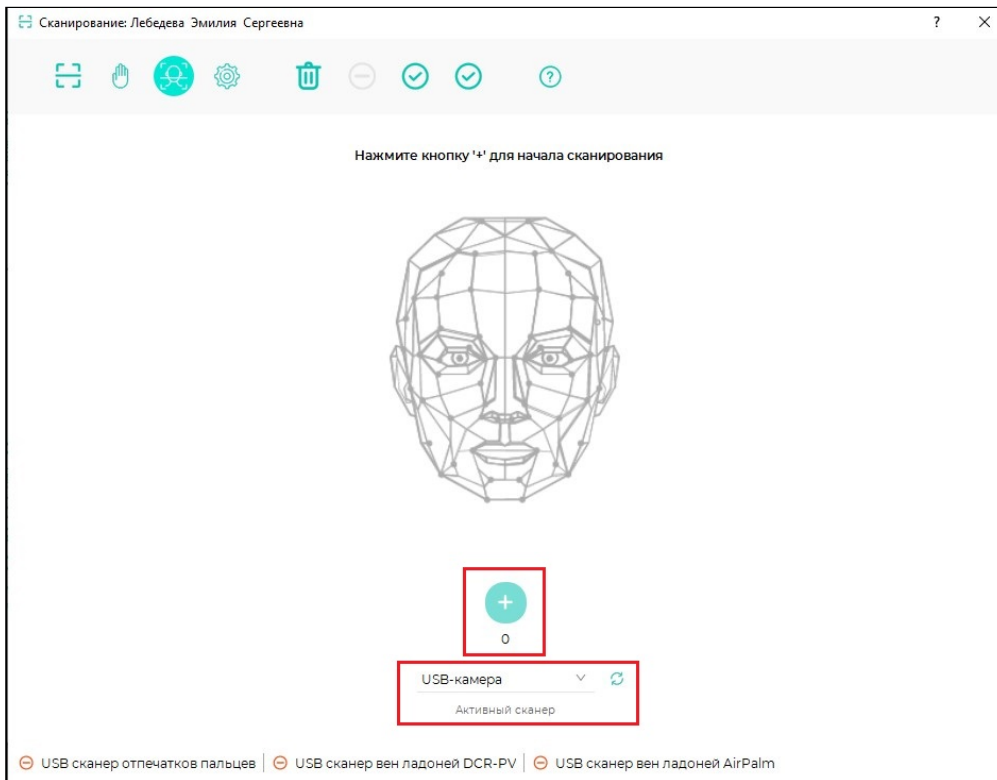 Сканирование: Лебедева Эмилия Сергеевна
Нажмите кнопку '+' для начала сканирования
0
USB-камера
Активный сканер
USB сканер отпечатков пальцев USB сканер вен ладоней DCR-PV USB сканер вен ладоней AirPalm